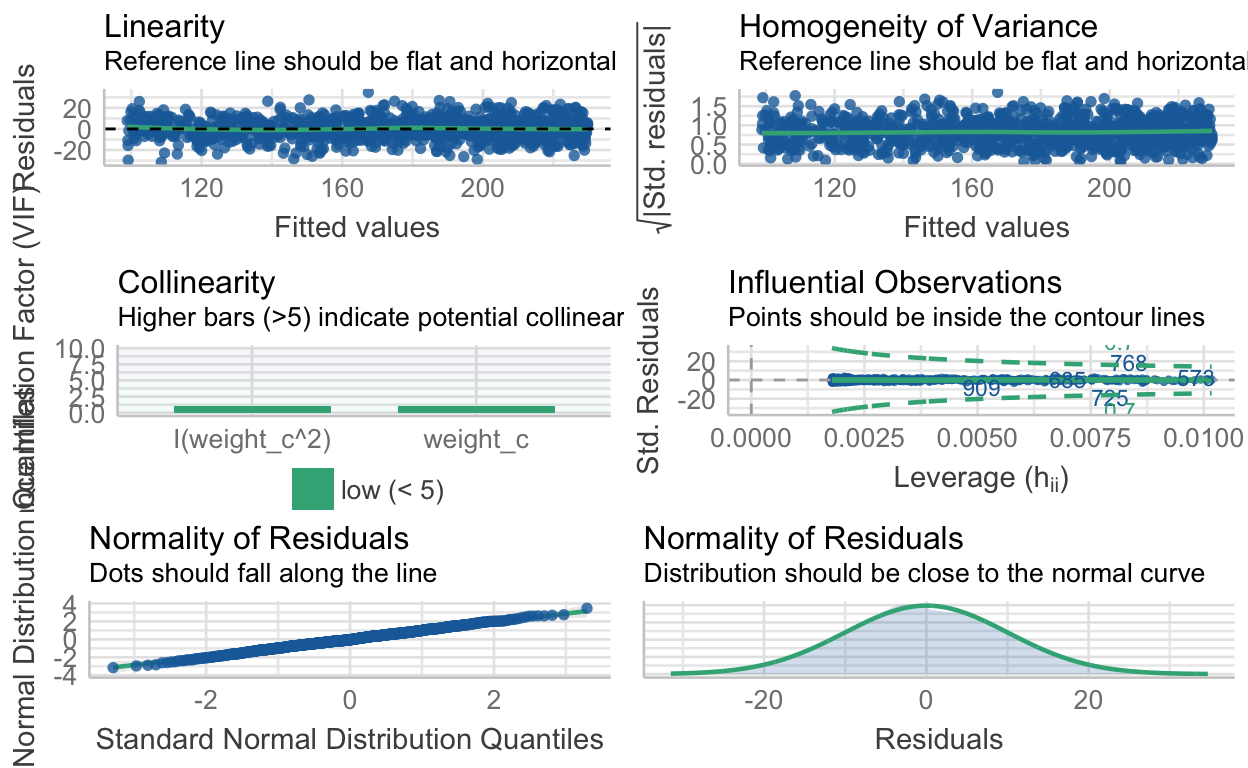 Linearity
Reference line should be flat and horizontal
Residuals
20
0
-20
120
160
200
Fitted values
Homogeneity of Variance
Reference line should be flat and horizontal
√|Std. residuals|
1.5
1.0
0.5
0.0
120
160
200
Fitted values
Collinearity
Higher bars (>5) indicate potential collinear
Factor (VIF)
10.0
7.5
5.0
2.5
0.0
I(weight_c^2)
weight_c
low (< 5)
Influential Observations
Points should be inside the contour lines
Std. Residuals
20
0
-20
0.7
768
573
685
909
725
0.7
0.0000
0.0025
0.0050
0.0075
0.0100
Leverage (hii)
Normality of Residuals
Dots should fall along the line
Normal Distribution Quantiles
4
2
0
-2
-4
-2
0
2
Standard Normal Distribution Quantiles
Normality of Residuals
Distribution should be close to the normal curve
-20
0
20
Residuals